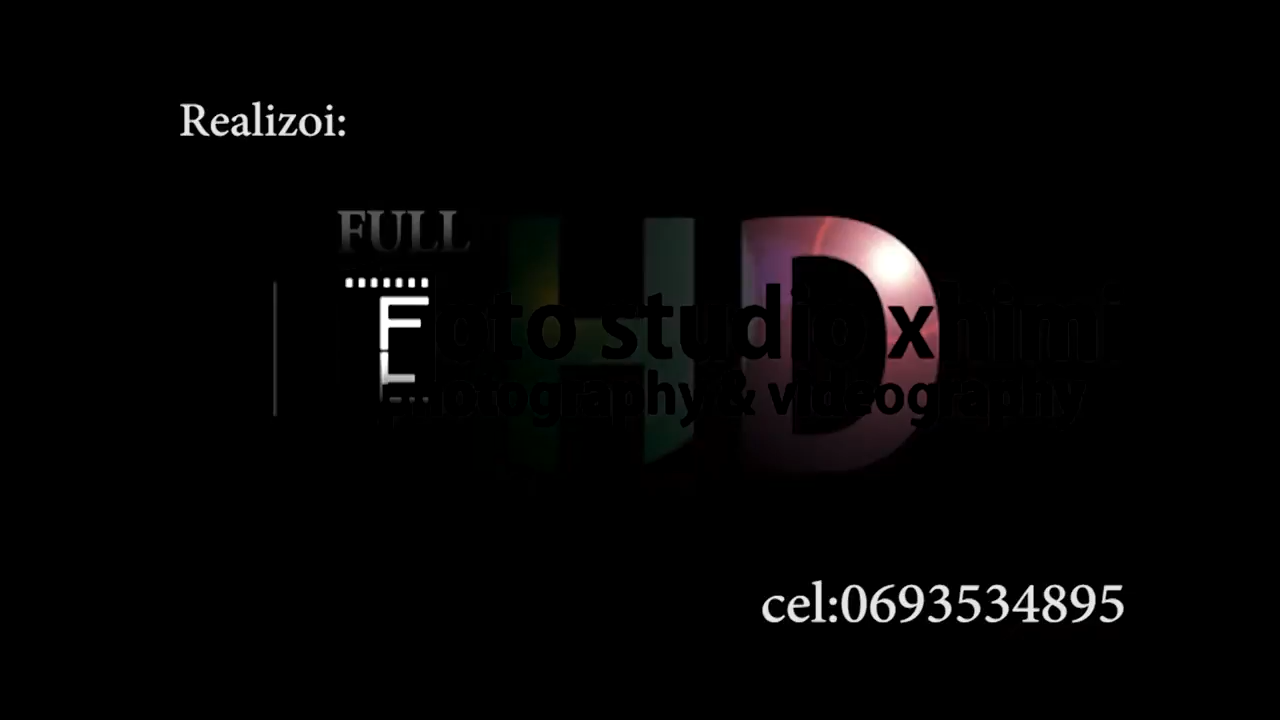 Realizoi:
FULL HD
Foto studio xhimi
photography & videography
cel:0693534895